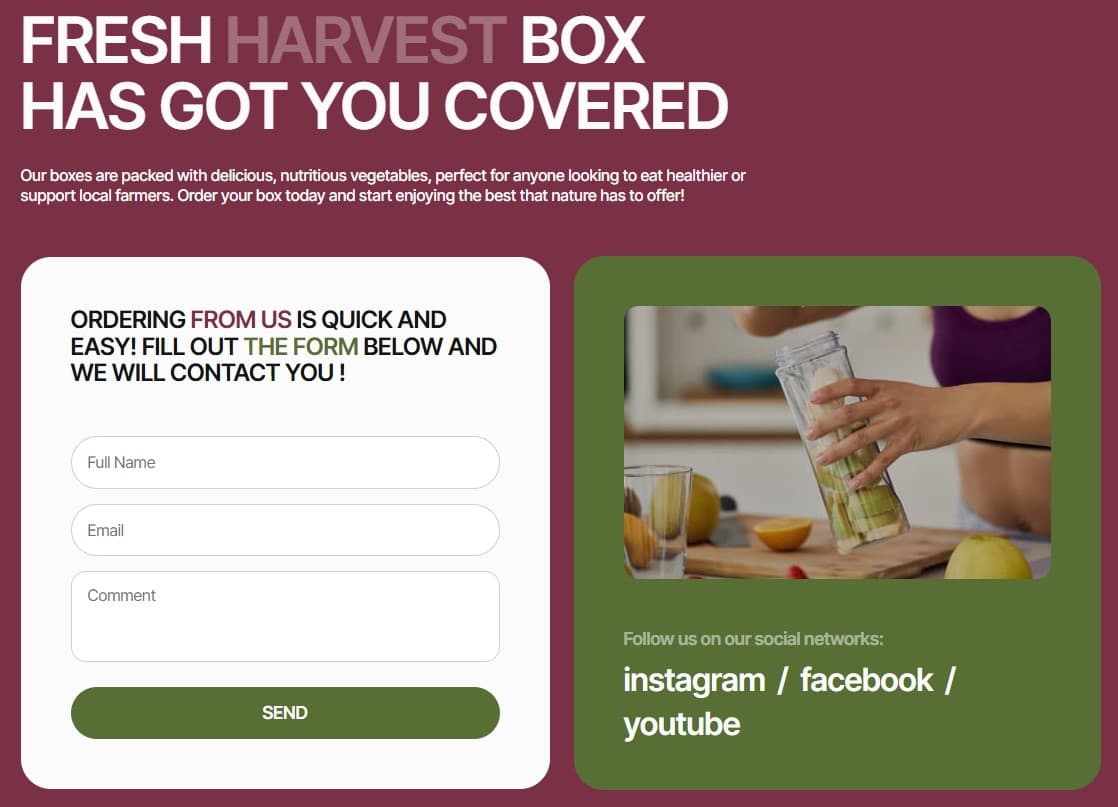 FRESH HARVEST BOX
HAS GOT YOU COVERED
Our boxes are packed with delicious, nutritious vegetables, perfect for anyone looking to eat healthier or
support local farmers. Order your box today and start enjoying the best that nature has to offer!
ORDERING FROM US IS QUICK AND
EASY! FILL OUT THE FORM BELOW AND
WE WILL CONTACT YOU !
Full Name
Email
Comment
SEND
Follow us on our social networks:
instagram / facebook /
youtube